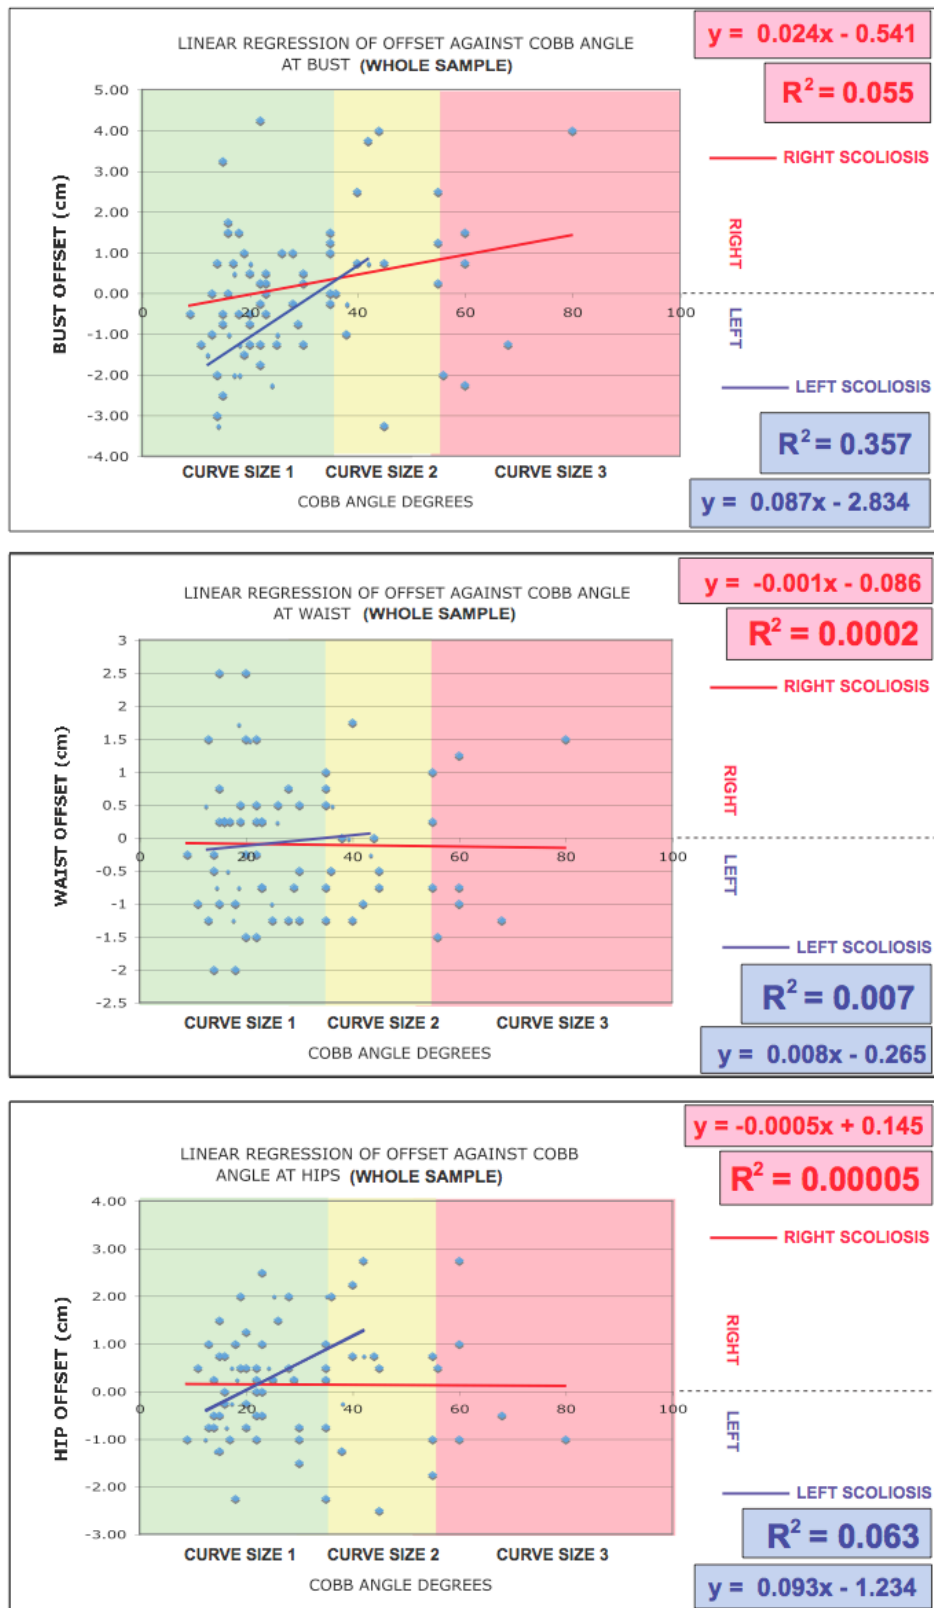 y = 0.024x - 0.541
LINEAR REGRESSION OF OFFSET AGAINST COBB ANGLE
AT BUST (WHOLE SAMPLE)
R² = 0.055
5.00
4.00
3.00
2.00
1.00
0.00
-1.00
-2.00
-3.00
-4.00
BUST OFFSET (cm)
0
20
40
60
80
100
RIGHT SCOLIOSIS
RIGHT
LEFT
LEFT SCOLIOSIS
R² = 0.357
CURVE SIZE 1 CURVE SIZE 2 CURVE SIZE 3
COBB ANGLE DEGREES
y = 0.087x - 2.834
y = -0.001x - 0.086
LINEAR REGRESSION OF OFFSET AGAINST COBB ANGLE
AT WAIST (WHOLE SAMPLE)
R² = 0.0002
3
2.5
2
1.5
1
0.5
0
-0.5
-1
-1.5
-2
-2.5
WAIST OFFSET (cm)
0
20
40
60
80
100
RIGHT SCOLIOSIS
RIGHT
LEFT
LEFT SCOLIOSIS
R² = 0.007
CURVE SIZE 1 CURVE SIZE 2 CURVE SIZE 3
COBB ANGLE DEGREES
y = 0.008x - 0.265
y = -0.0005x + 0.145
LINEAR REGRESSION OF OFFSET AGAINST COBB
ANGLE AT HIPS (WHOLE SAMPLE)
R² = 0.00005
4.00
3.00
2.00
1.00
0.00
-1.00
-2.00
-3.00
HIP OFFSET (cm)
0
20
40
60
80
100
RIGHT SCOLIOSIS
RIGHT
LEFT
LEFT SCOLIOSIS
R² = 0.063
CURVE SIZE 1 CURVE SIZE 2 CURVE SIZE 3
COBB ANGLE DEGREES
y = 0.093x - 1.234